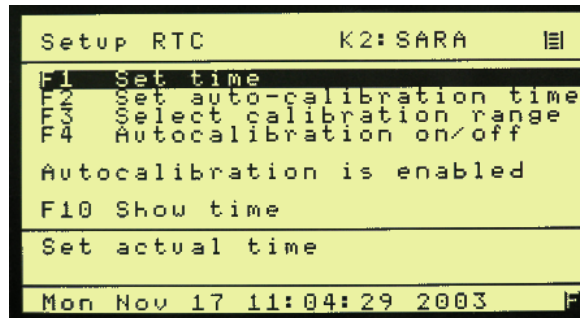 Setup RTC K2:SARA
F1 Set time
F2 Set auto-calibration time
F3 Select calibration range
F4 Autocalibration on/off
Autocalibration is enabled
F10 Show time
Set actual time
Mon Nov 17 11:04:29 2003